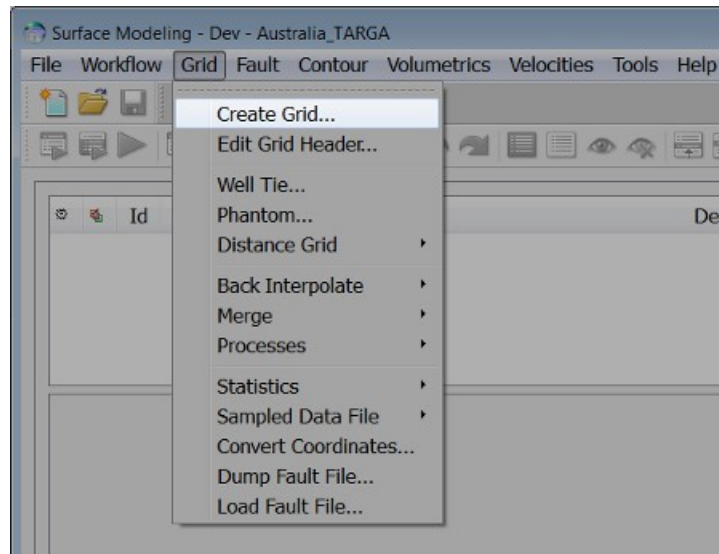 Surface Modeling - Dev - Australia_TARGA
File Workflow Grid Fault Contour Volumetrics Velocities Tools Help
Create Grid...
Edit Grid Header...
Well Tie...
Id
De
Phantom...
Distance Grid
Back Interpolate
Merge
Processes
Statistics
Sampled Data File
Convert Coordinates...
Dump Fault File...
Load Fault File...